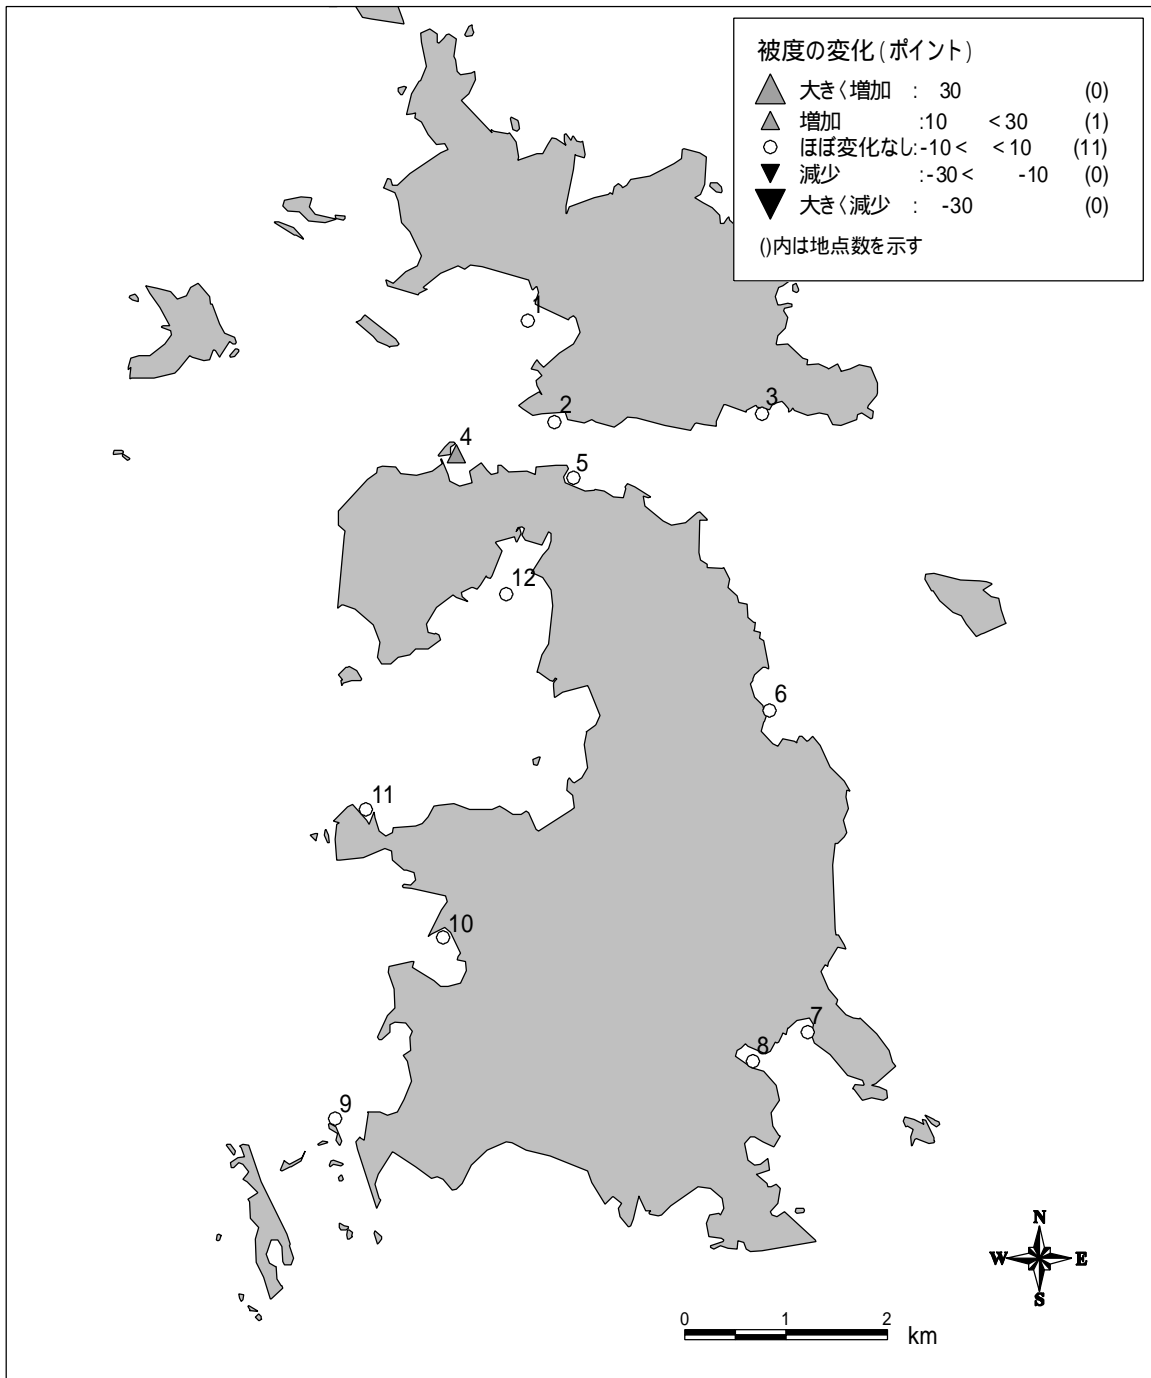 被度の変化(ポイント)
大きく増加 : 30 (0)
増加 :10 <30 (1)
ほぼ変化なし:-10< <10 (11)
減少 :-30< -10 (0)
大きく減少 : -30 (0)
()内は地点数を示す
1
2
3
4
5
12
6
11
10
7
8
9
N
W E
S
0 1 2
km